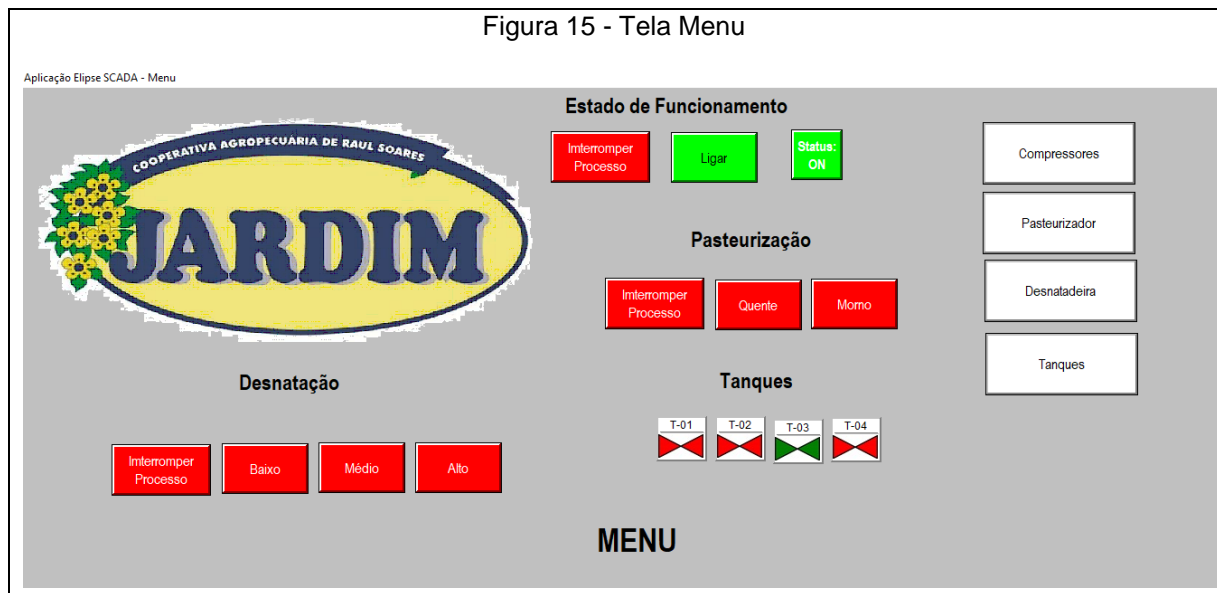 Figura 15 - Tela Menu
Aplicação Elipse SCADA - Menu
COOPERATIVA AGROPECUÁRIA DE RAUL SOARES
JARDIM
Estado de Funcionamento
Imterromper
Processo
Ligar
Status:
ON
Pasteurização
Imterromper
Processo
Quente
Morno
Compressores
Pasteurizador
Desnatadeira
Tanques
Desnatação
Imterromper
Processo
Baixo
Médio
Alto
Tanques
T-01
T-02
T-03
T-04
MENU